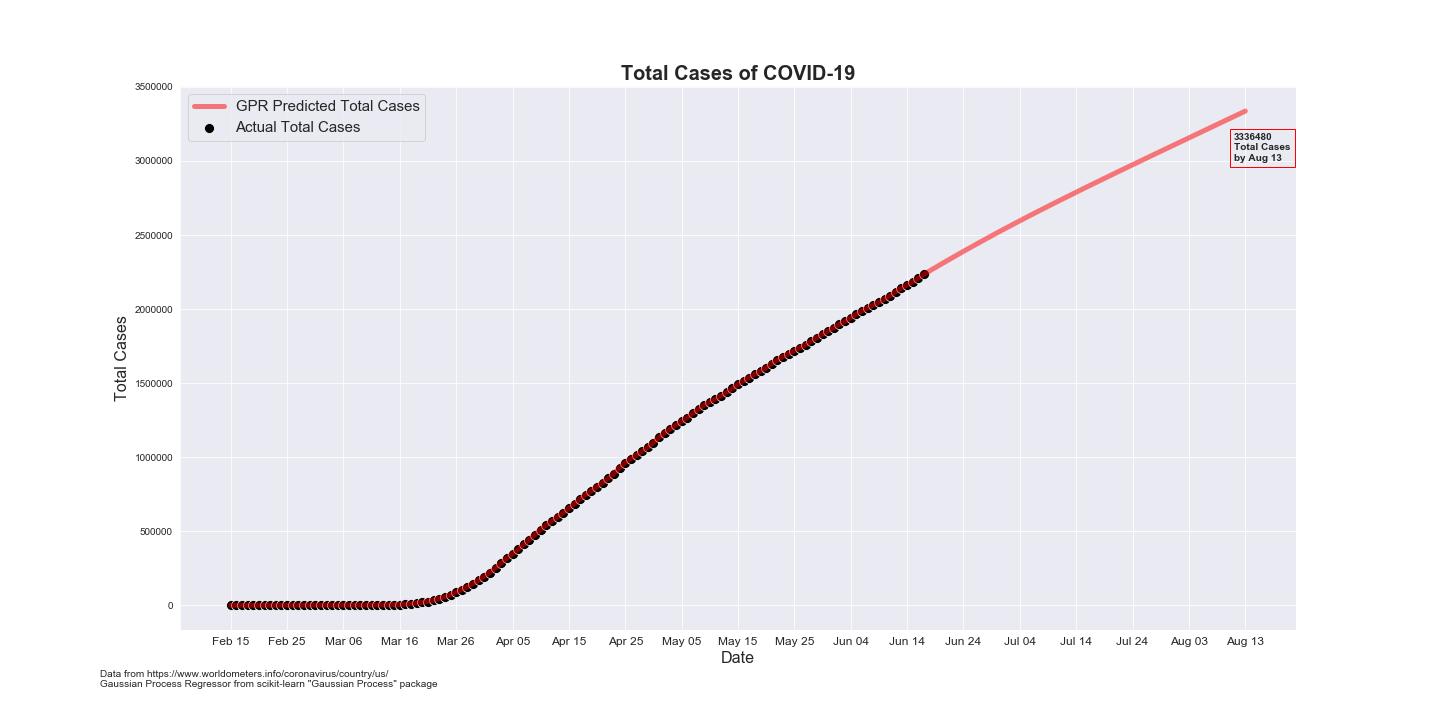 Total Cases of COVID-19
GPR Predicted Total Cases
Actual Total Cases
3500000
3000000
2500000
2000000
1500000
1000000
500000
0
Total Cases
3336480
Total Cases
by Aug 13
Feb 15 Feb 25 Mar 06 Mar 16 Mar 26 Apr 05 Apr 15 Apr 25 May 05 May 15 May 25 Jun 04 Jun 14 Jun 24 Jul 04 Jul 14 Jul 24 Aug 03 Aug 13
Date
Data from https://www.worldometers.info/coronavirus/country/us/
Gaussian Process Regressor from scikit-learn "Gaussian Process" package